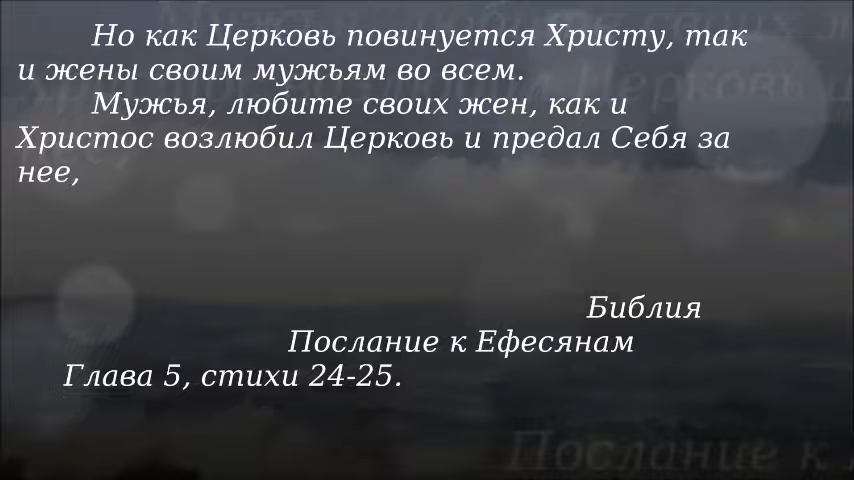 Но как Церковь повинуется Христу, так
и жены своим мужьям во всем.
Мужья, любите своих жен, как и
Христос возлюбил Церковь и предал Себя за
нее,
Библия
Послание к Ефесянам
Глава 5, стихи 24-25.
Послание к